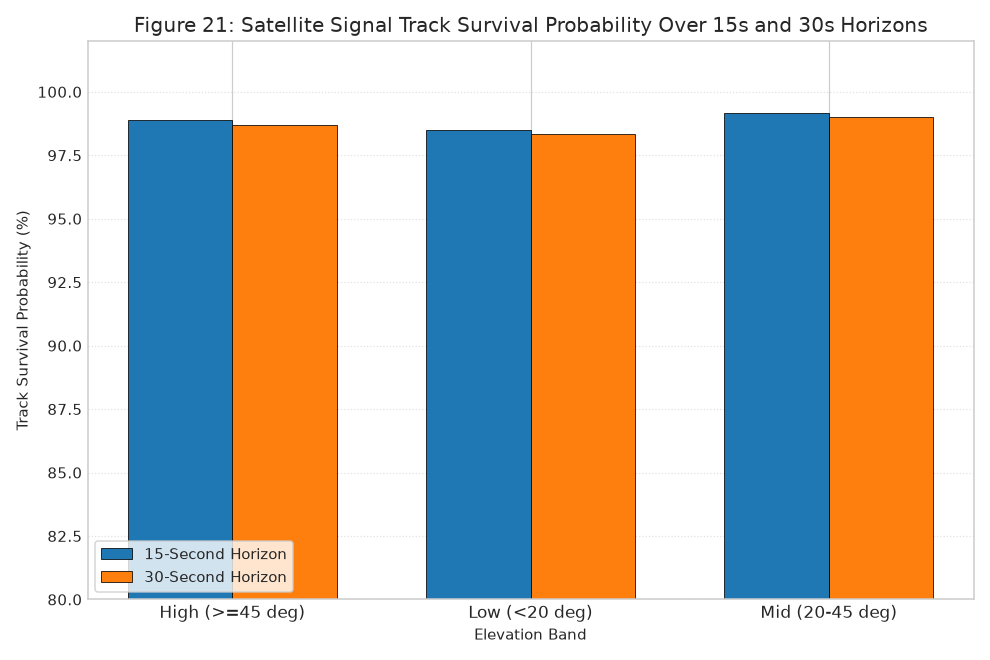 Figure 21: Satellite Signal Track Survival Probability Over 15s and 30s Horizons
Track Survival Probability (%)
100.0
97.5
95.0
92.5
90.0
87.5
85.0
82.5
80.0
15-Second Horizon
30-Second Horizon
High (>=45 deg)
Low (<20 deg)
Mid (20-45 deg)
Elevation Band